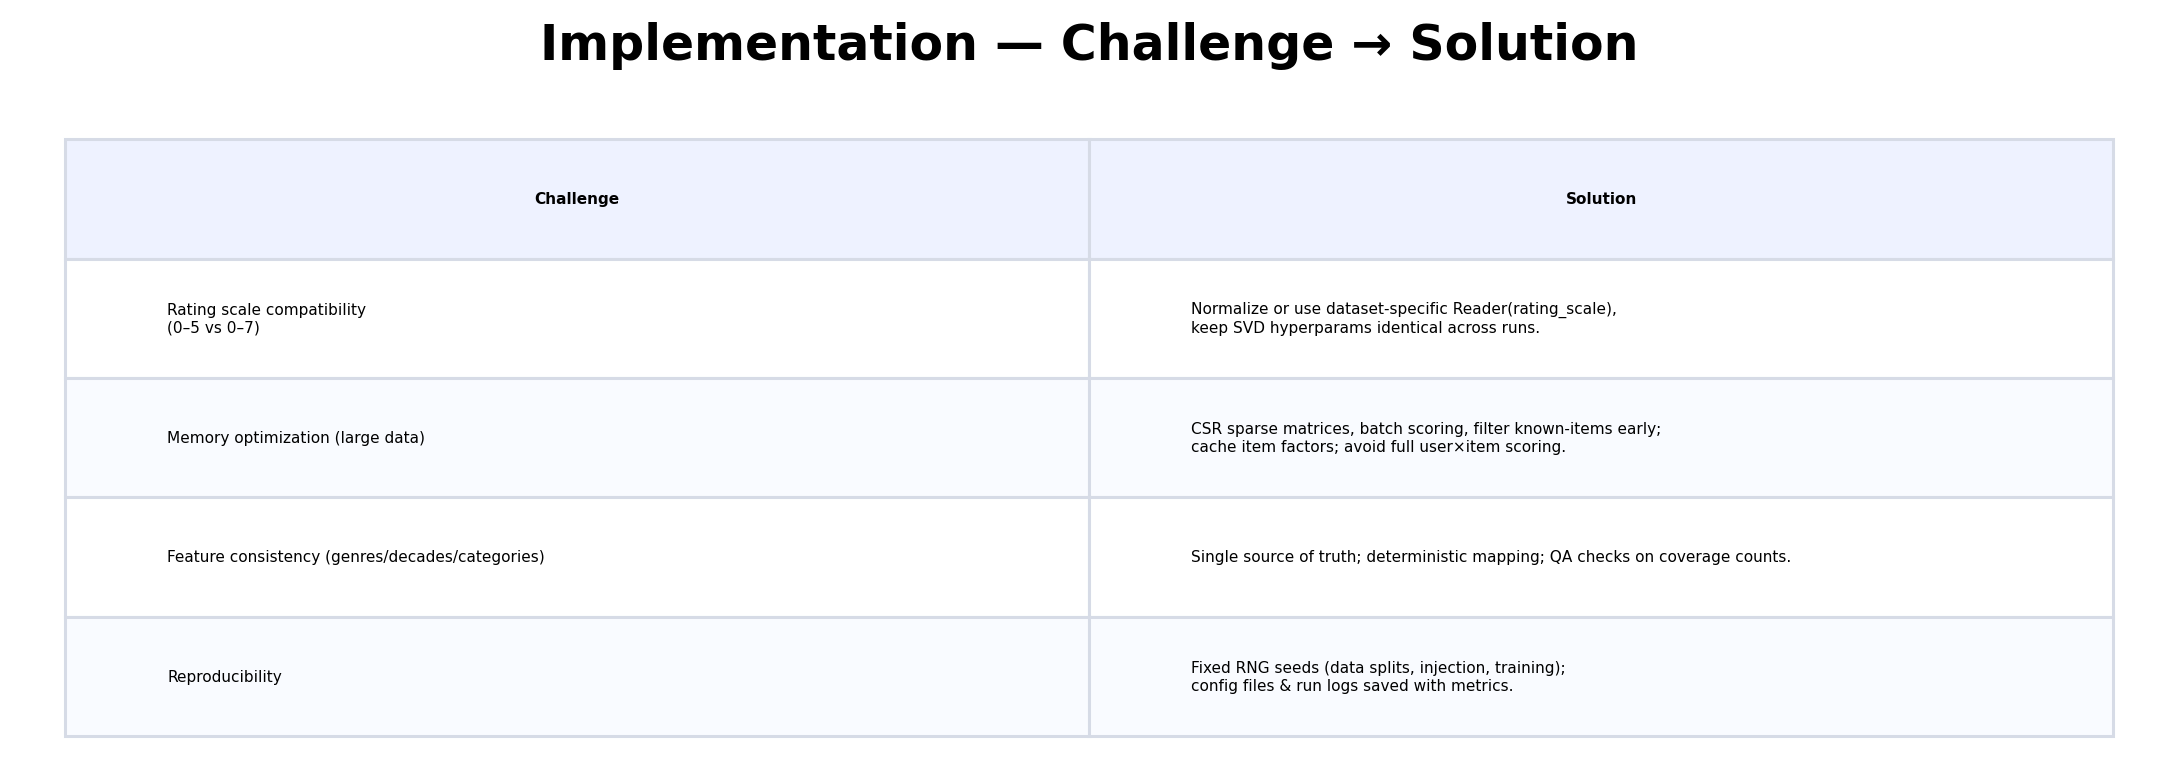 Implementation — Challenge → Solution
Challenge
Solution
Rating scale compatibility
(0–5 vs 0–7)
Normalize or use dataset-specific Reader(rating_scale),
keep SVD hyperparams identical across runs.
Memory optimization (large data)
CSR sparse matrices, batch scoring, filter known-items early;
cache item factors; avoid full user×item scoring.
Feature consistency (genres/decades/categories)
Single source of truth; deterministic mapping; QA checks on coverage counts.
Reproducibility
Fixed RNG seeds (data splits, injection, training);
config files & run logs saved with metrics.